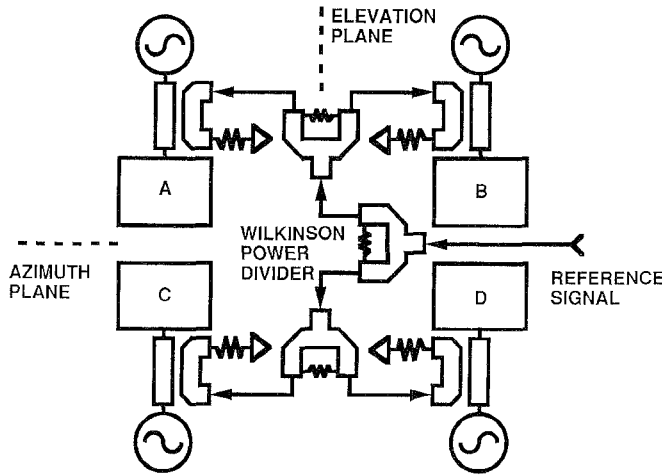 ELEVATION
PLANE
A
B
WILKINSON
POWER
DIVIDER
AZIMUTH
PLANE
REFERENCE
SIGNAL
C
D